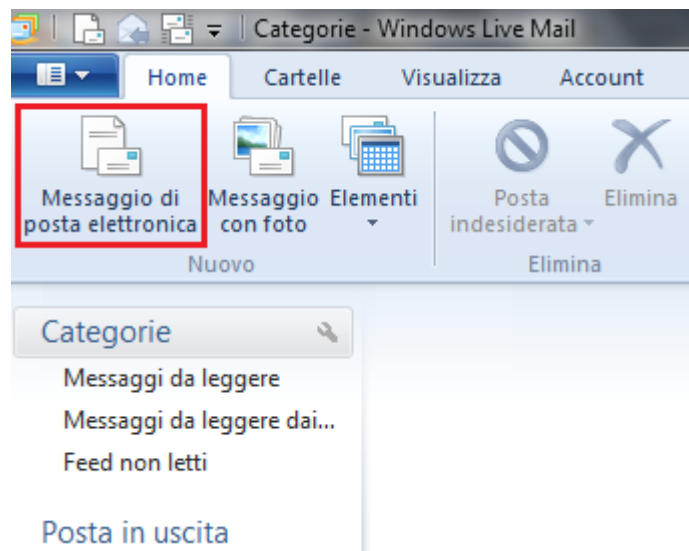 Categorie - Windows Live Mail
Home Cartelle Visualizza Account
Messaggio di posta elettronica
Messaggio con foto
Elementi
Posta indesiderata
Elimina
Nuovo
Elimina
Categorie
Messaggi da leggere
Messaggi da leggere dai...
Feed non letti
Posta in uscita